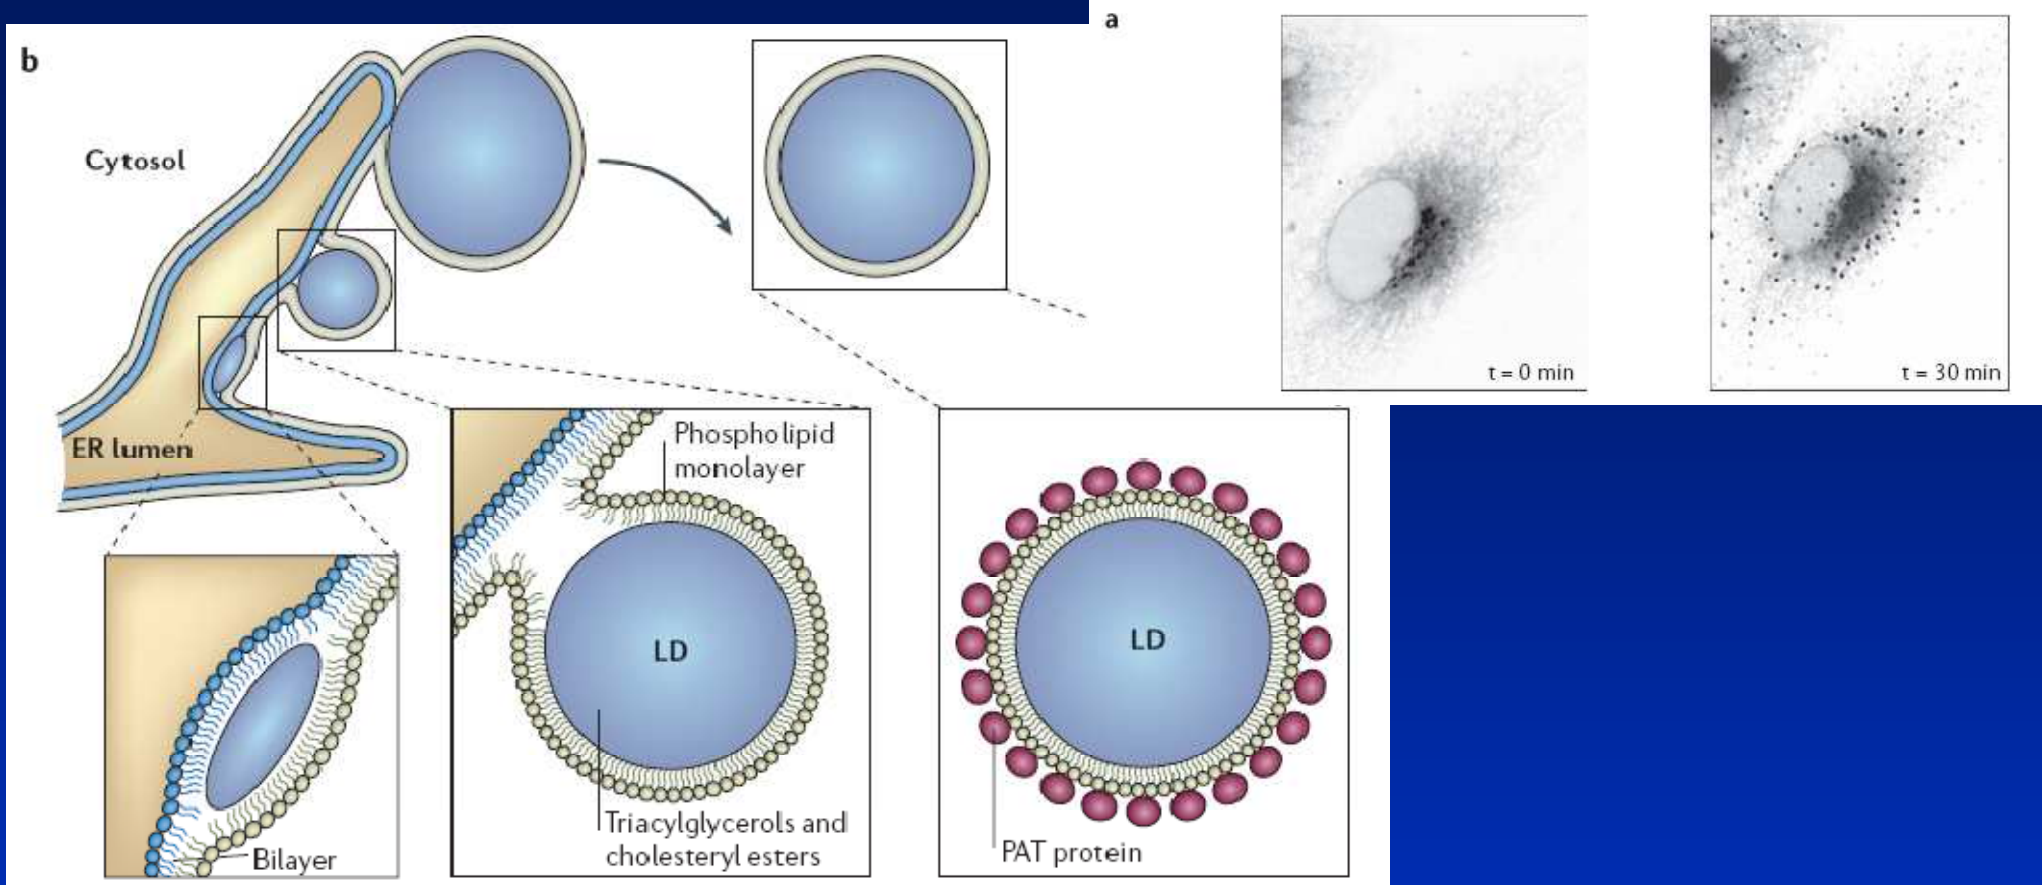 a
b
Cytosol
t = 0 min
t = 30 min
Phospholipid
monolayer
ER lumen
LD
LD
Triacylglycerols and
cholesteryl esters
PAT protein
Bilayer